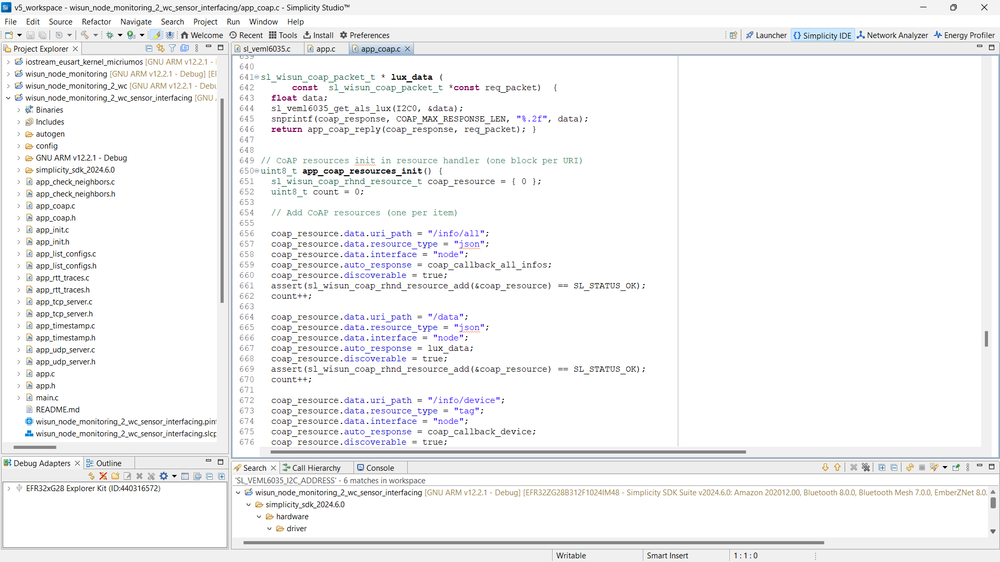 v5_workspace - wisun_node_monitoring_2_wc_sensor_interfacing/app_coap.c - Simplicity Studio™
File Edit Source Refactor Navigate Search Project Run Window Help
Welcome Recent Tools Install Preferences
Launcher Simplicity IDE Network Analyzer Energy Profiler
Project Explorer
iostream_eusart_kernel_micriumos [GNU ARM v12.2.1 -
wisun_node_monitoring [GNU ARM v12.2.1 - Debug] [EF
wisun_node_monitoring_2_wc [GNU ARM v12.2.1 - Debu
wisun_node_monitoring_2_wc_sensor_interfacing [GNU
Binaries
Includes
autogen
config
GNU ARM v12.2.1 - Debug
simplicity_sdk_2024.6.0
app_check_neighbors.c
app_check_neighbors.h
app_coap.c
app_coap.h
app_init.c
app_init.h
app_list_configs.c
app_list_configs.h
app_rtt_traces.c
app_rtt_traces.h
app_tcp_server.c
app_tcp_server.h
app_timestamp.c
app_timestamp.h
app_udp_server.c
app_udp_server.h
app.c
app.h
main.c
README.md
wisun_node_monitoring_2_wc_sensor_interfacing.pint
wisun_node_monitoring_2_wc_sensor_interfacing.slcp
sl_veml6035.c app.c app_coap.c
639
640
641 sl_wisun_coap_packet_t * lux_data (
642 const sl_wisun_coap_packet_t *const req_packet) {
643 float data;
644 sl_veml6035_get_als_lux(I2C0, &data);
645 snprintf(coap_response, COAP_MAX_RESPONSE_LEN, "%.2f", data);
646 return app_coap_reply(coap_response, req_packet); }
647
648
649 // CoAP resources init in resource handler (one block per URI)
650 uint8_t app_coap_resources_init() {
651 sl_wisun_coap_rhnd_resource_t coap_resource = { 0 };
652 uint8_t count = 0;
653
654 // Add CoAP resources (one per item)
655
656 coap_resource.data.uri_path = "/info/all";
657 coap_resource.data.resource_type = "json";
658 coap_resource.data.interface = "node";
659 coap_resource.auto_response = coap_callback_all_infos;
660 coap_resource.discoverable = true;
661 assert(sl_wisun_coap_rhnd_resource_add(&coap_resource) == SL_STATUS_OK);
662 count++;
663
664 coap_resource.data.uri_path = "/data";
665 coap_resource.data.resource_type = "json";
666 coap_resource.data.interface = "node";
667 coap_resource.auto_response = lux_data;
668 coap_resource.discoverable = true;
669 assert(sl_wisun_coap_rhnd_resource_add(&coap_resource) == SL_STATUS_OK);
670 count++;
671
672 coap_resource.data.uri_path = "/info/device";
673 coap_resource.data.resource_type = "tag";
674 coap_resource.data.interface = "node";
675 coap_resource.auto_response = coap_callback_device;
676 coap_resource.discoverable = true;
Debug Adapters Outline
EFR32xG28 Explorer Kit (ID:440316572)
Search Call Hierarchy Console
'SL_VEML6035_I2C_ADDRESS' - 6 matches in workspace
wisun_node_monitoring_2_wc_sensor_interfacing [GNU ARM v12.2.1 - Debug] [EFR32ZG28B312F1024IM48 - Simplicity SDK Suite v2024.6.0: Amazon 202012.00, Bluetooth 8.0.0, Bluetooth Mesh 7.0.0, EmberZNet 8.0.
simplicity_sdk_2024.6.0
hardware
driver
Writable Smart Insert 1 : 1 : 0